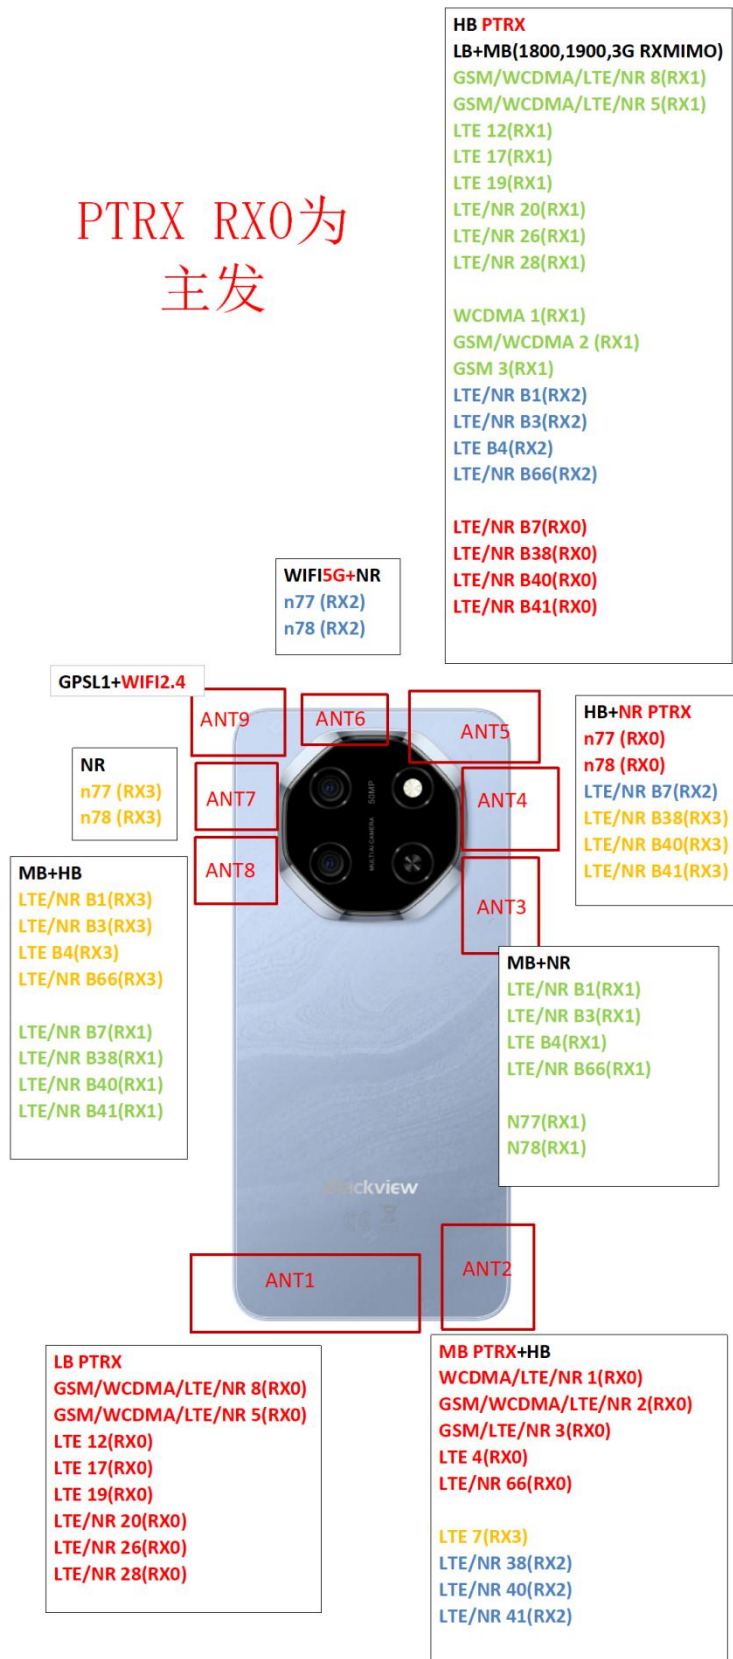 HB PTRX
LB+MB(1800,1900,3G RXMIMO)
GSM/WCDMA/LTE/NR 8(RX1)
GSM/WCDMA/LTE/NR 5(RX1)
LTE 12(RX1)
LTE 17(RX1)
LTE 19(RX1)
LTE/NR 20(RX1)
LTE/NR 26(RX1)
LTE/NR 28(RX1)
WCDMA 1(RX1)
GSM/WCDMA 2 (RX1)
GSM 3(RX1)
LTE/NR B1(RX2)
LTE/NR B3(RX2)
LTE B4(RX2)
LTE/NR B66(RX2)
LTE/NR B7(RX0)
LTE/NR B38(RX0)
LTE/NR B40(RX0)
LTE/NR B41(RX0)
PTRX RX0为
主发
WIFI5G+NR
n77 (RX2)
n78 (RX2)
GPSL1+WIFI2.4
ANT9
ANT6
ANT5
HB+NR PTRX
n77 (RX0)
n78 (RX0)
LTE/NR B7(RX2)
LTE/NR B38(RX3)
LTE/NR B40(RX3)
LTE/NR B41(RX3)
NR
n77 (RX3)
n78 (RX3)
ANT7
50MP
MULTI AI CAMERA
ANT4
ANT8
ANT3
MB+HB
LTE/NR B1(RX3)
LTE/NR B3(RX3)
LTE B4(RX3)
LTE/NR B66(RX3)
LTE/NR B7(RX1)
LTE/NR B38(RX1)
LTE/NR B40(RX1)
LTE/NR B41(RX1)
MB+NR
LTE/NR B1(RX1)
LTE/NR B3(RX1)
LTE B4(RX1)
LTE/NR B66(RX1)
N77(RX1)
N78(RX1)
Blackview
CE
ANT1
ANT2
LB PTRX
GSM/WCDMA/LTE/NR 8(RX0)
GSM/WCDMA/LTE/NR 5(RX0)
LTE 12(RX0)
LTE 17(RX0)
LTE 19(RX0)
LTE/NR 20(RX0)
LTE/NR 26(RX0)
LTE/NR 28(RX0)
MB PTRX+HB
WCDMA/LTE/NR 1(RX0)
GSM/WCDMA/LTE/NR 2(RX0)
GSM/LTE/NR 3(RX0)
LTE 4(RX0)
LTE/NR 66(RX0)
LTE 7(RX3)
LTE/NR 38(RX2)
LTE/NR 40(RX2)
LTE/NR 41(RX2)